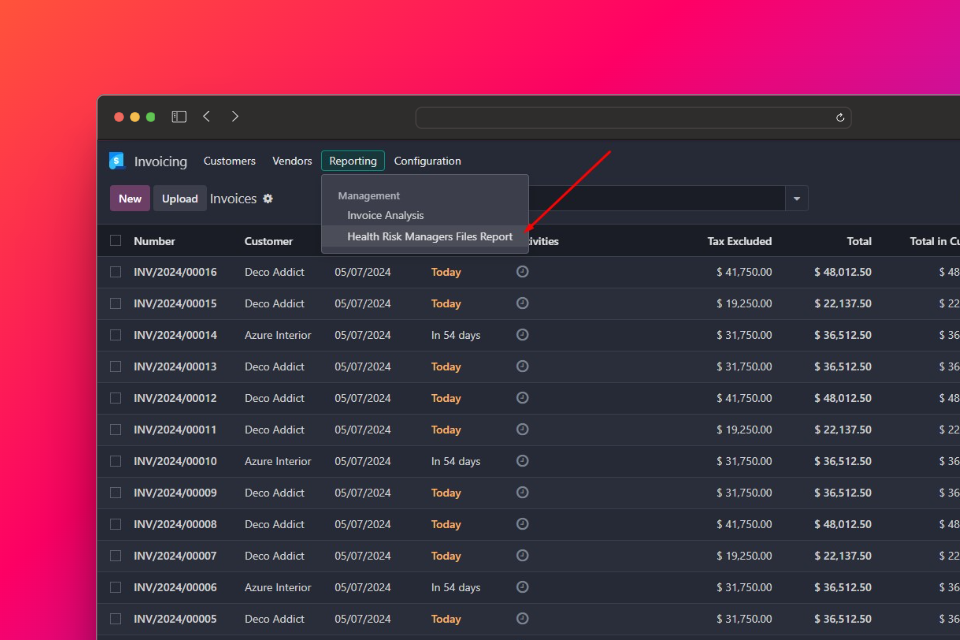 $ Invoicing Customers Vendors Reporting Configuration
New Upload Invoices
Management
Invoice Analysis
Health Risk Managers Files Report
Number Customer Tax Excluded Total Total in
INV/2024/00016 Deco Addict 05/07/2024 Today $ 41,750.00 $ 48,012.50 $ 48
INV/2024/00015 Deco Addict 05/07/2024 Today $ 19,250.00 $ 22,137.50 $ 22
INV/2024/00014 Azure Interior 05/07/2024 In 54 days $ 31,750.00 $ 36,512.50 $ 36
INV/2024/00013 Deco Addict 05/07/2024 Today $ 31,750.00 $ 36,512.50 $ 36
INV/2024/00012 Deco Addict 05/07/2024 Today $ 41,750.00 $ 48,012.50 $ 48
INV/2024/00011 Deco Addict 05/07/2024 Today $ 19,250.00 $ 22,137.50 $ 22
INV/2024/00010 Azure Interior 05/07/2024 In 54 days $ 31,750.00 $ 36,512.50 $ 36
INV/2024/00009 Deco Addict 05/07/2024 Today $ 31,750.00 $ 36,512.50 $ 36
INV/2024/00008 Deco Addict 05/07/2024 Today $ 41,750.00 $ 48,012.50 $ 48
INV/2024/00007 Deco Addict 05/07/2024 Today $ 19,250.00 $ 22,137.50 $ 22
INV/2024/00006 Azure Interior 05/07/2024 In 54 days $ 31,750.00 $ 36,512.50 $ 36
INV/2024/00005 Deco Addict 05/07/2024 Today $ 31,750.00 $ 36,512.50 $ 36